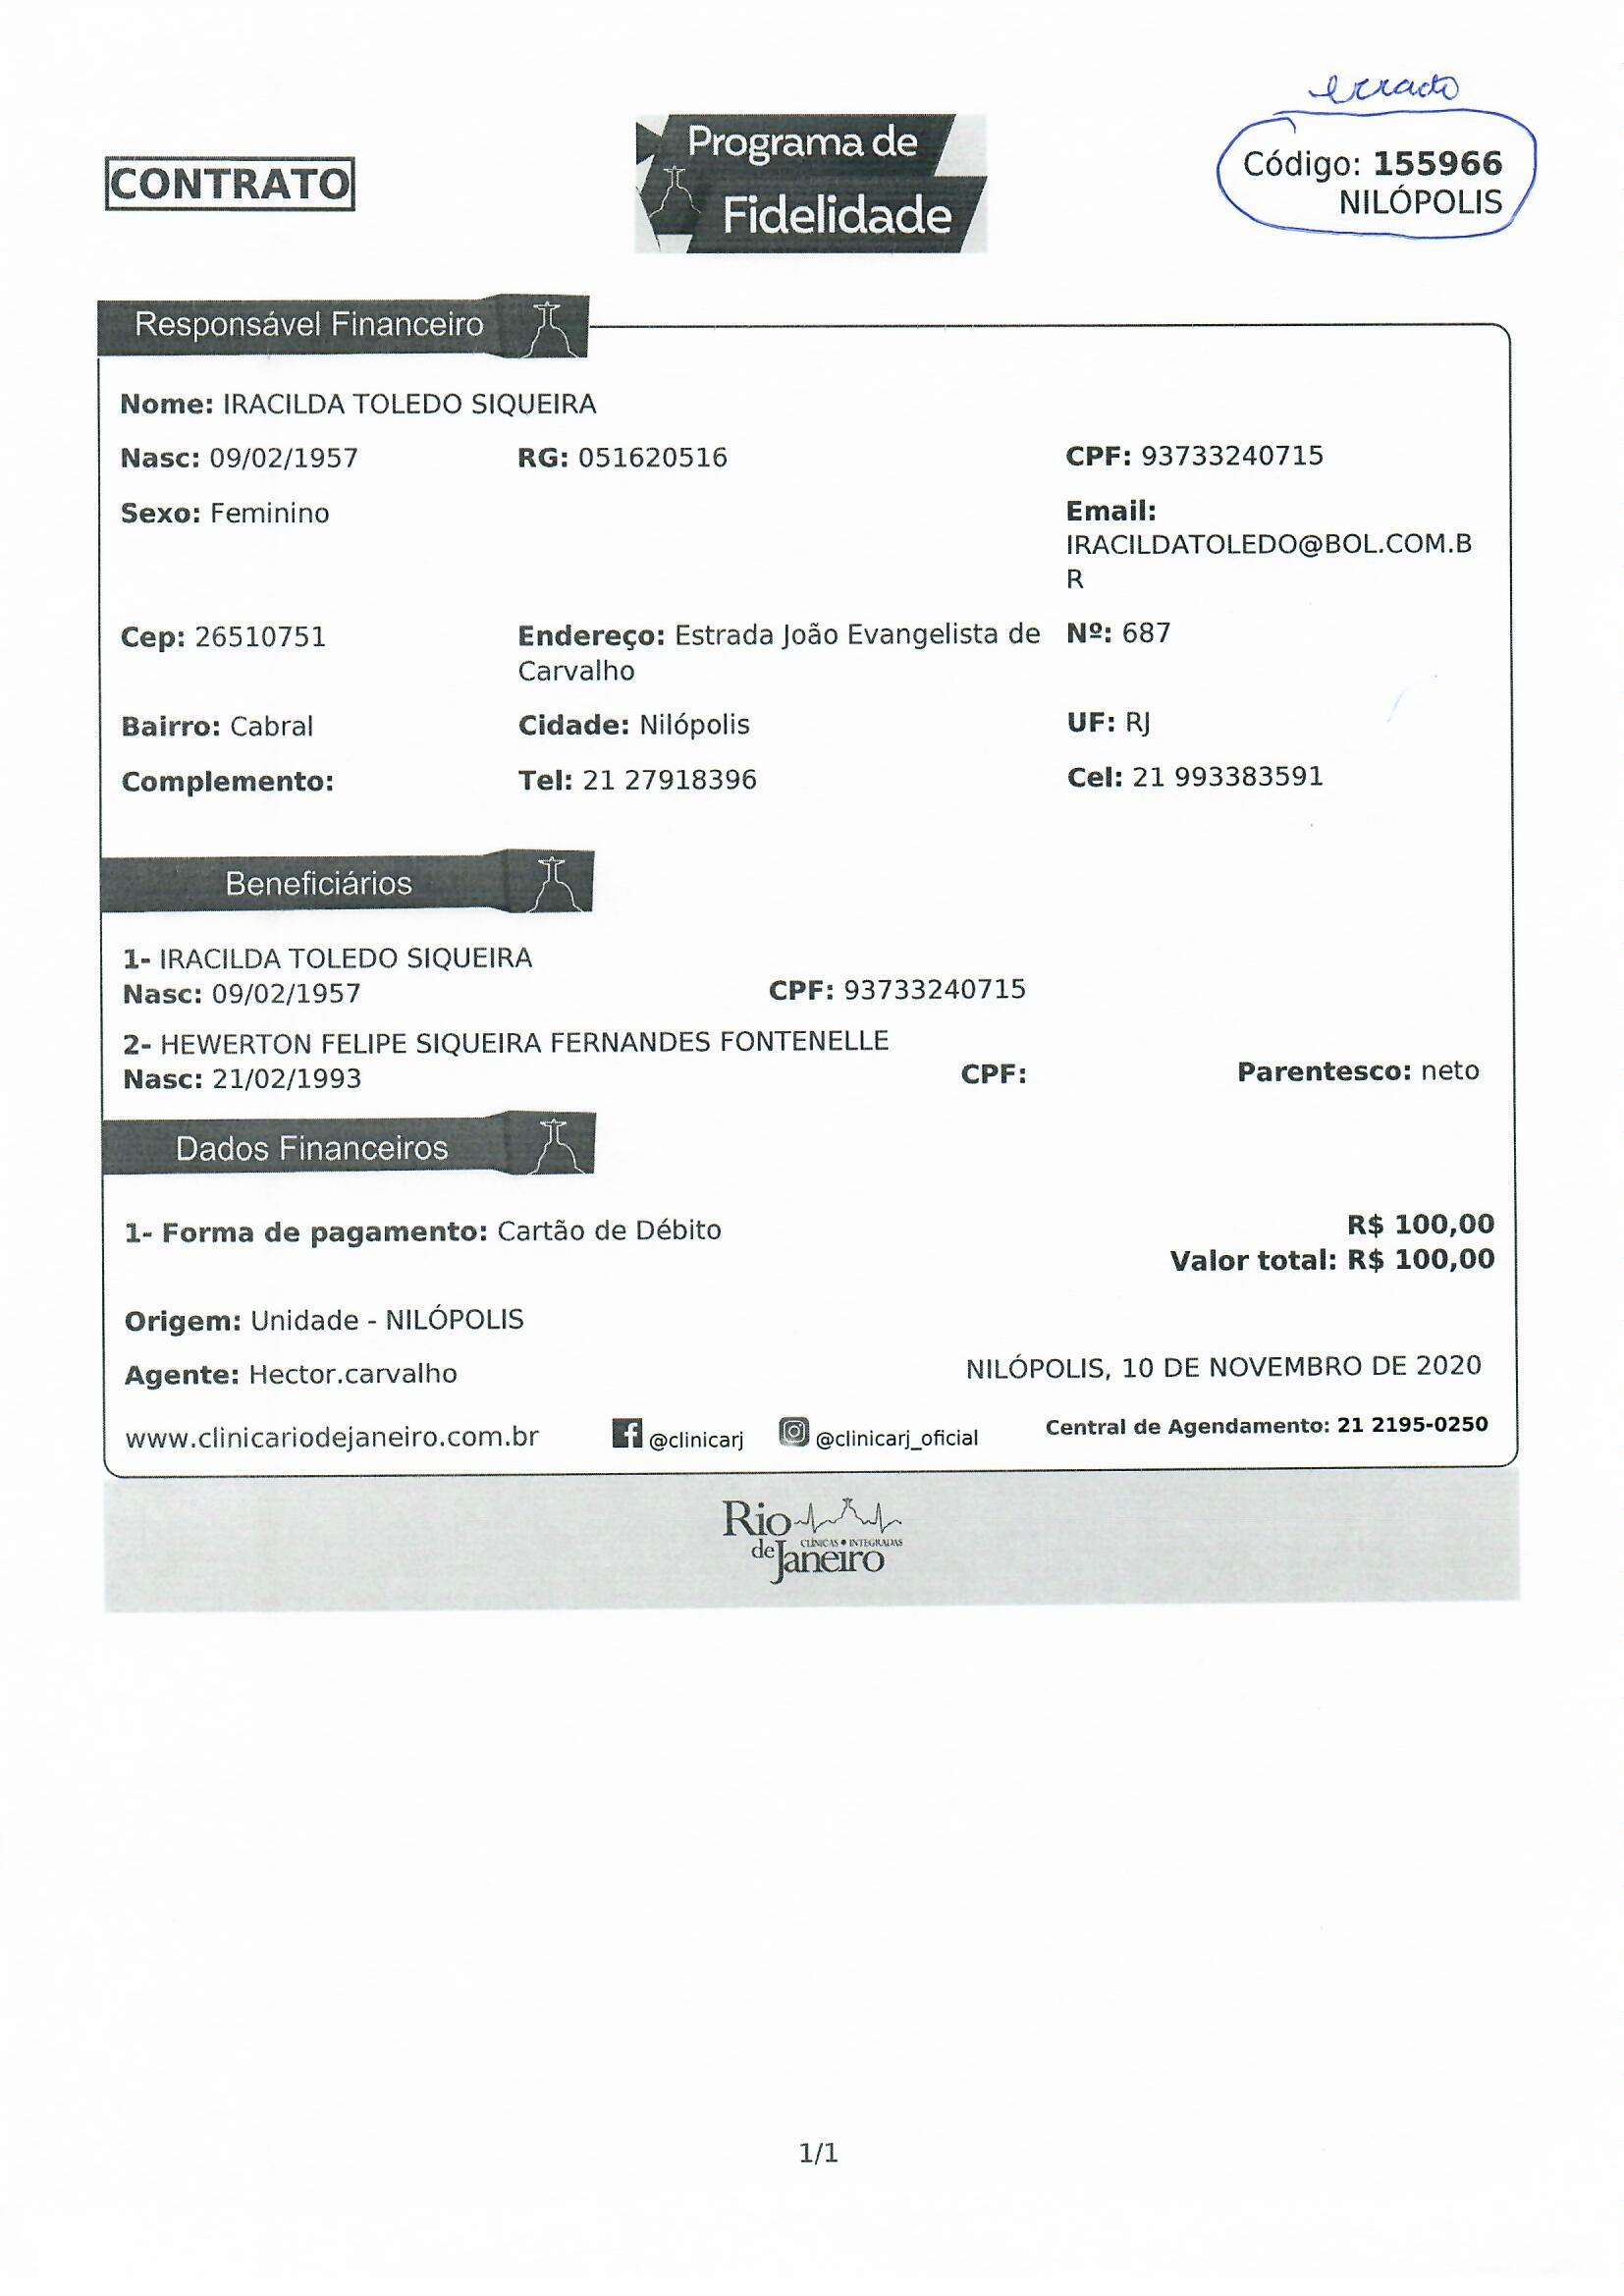 errado
CONTRATO
Programa de
Fidelidade
Código: 155966
NILÓPOLIS
Responsável Financeiro
Nome: IRACILDA TOLEDO SIQUEIRA
Nasc: 09/02/1957 RG: 051620516 CPF: 93733240715
Sexo: Feminino Email:
IRACILDATOLEDO@BOL.COM.B
R
Cep: 26510751 Endereço: Estrada João Evangelista de Nº: 687
Carvalho
Bairro: Cabral Cidade: Nilópolis UF: RJ
Complemento: Tel: 21 27918396 Cel: 21 993383591
Beneficiários
1- IRACILDA TOLEDO SIQUEIRA
Nasc: 09/02/1957 CPF: 93733240715
2- HEWERTON FELIPE SIQUEIRA FERNANDES FONTENELLE
Nasc: 21/02/1993 CPF: Parentesco: neto
Dados Financeiros
1- Forma de pagamento: Cartão de Débito R$ 100,00
Valor total: R$ 100,00
Origem: Unidade - NILÓPOLIS
Agente: Hector.carvalho NILÓPOLIS, 10 DE NOVEMBRO DE 2020
www.clinicariodejaneiro.com.br @clinicarj @clinicarj_oficial Central de Agendamento: 21 2195-0250
Rio
CLÍNICAS • INTEGRADAS
de Janeiro
1/1